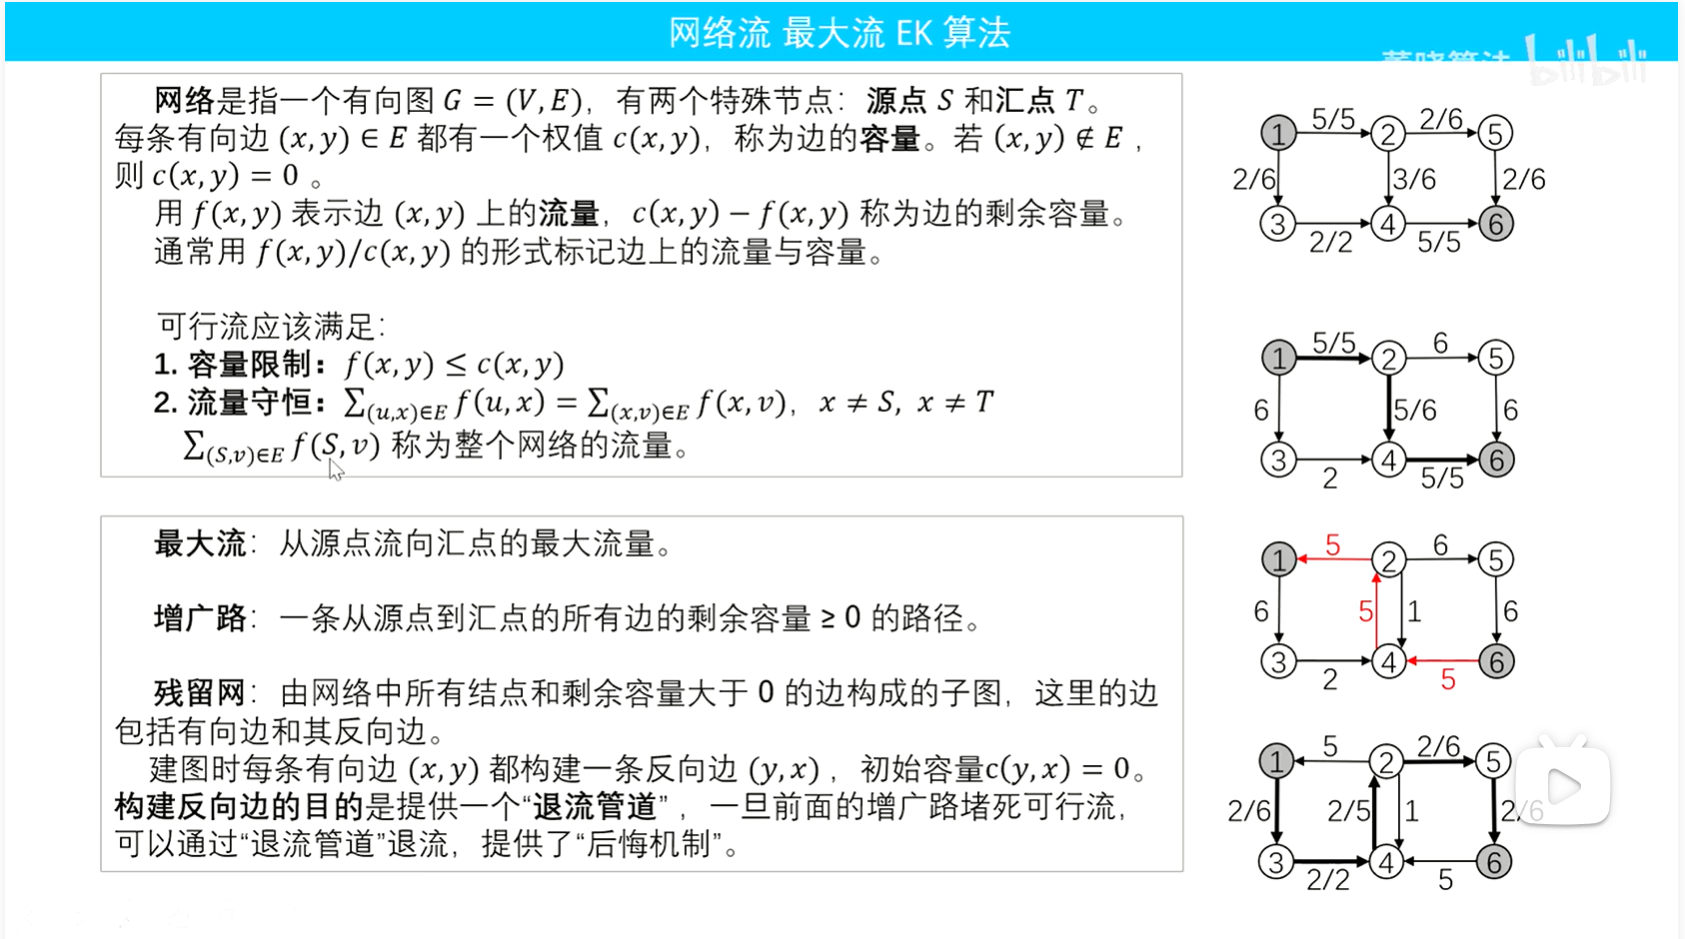 网络流 最大流 EK 算法
bilibili
网络是指一个有向图 G = (V, E)，有两个特殊节点：源点 S 和汇点 T。
每条有向边 (x, y) ∈ E 都有一个权值 c(x, y)，称为边的容量。若 (x, y) ∉ E ，
则 c(x, y) = 0 。
用 f(x, y) 表示边 (x, y) 上的流量，c(x, y) − f(x, y) 称为边的剩余容量。
通常用 f(x, y)/c(x, y) 的形式标记边上的流量与容量。
可行流应该满足：
1. 容量限制：f(x, y) ≤ c(x, y)
2. 流量守恒：∑(u,x)∈E f(u, x) = ∑(x,v)∈E f(x, v)，x ≠ S, x ≠ T
∑(S,v)∈E f(S, v) 称为整个网络的流量。
最大流：从源点流向汇点的最大流量。
增广路：一条从源点到汇点的所有边的剩余容量 ≥ 0 的路径。
残留网：由网络中所有结点和剩余容量大于 0 的边构成的子图，这里的边
包括有向边和其反向边。
建图时每条有向边 (x, y) 都构建一条反向边 (y, x) ，初始容量c(y, x) = 0。
构建反向边的目的是提供一个“退流管道” ，一旦前面的增广路堵死可行流，
可以通过“退流管道”退流，提供了“后悔机制”。
1 5/5 2 2/6 5
2/6 3/6 2/6
3 2/2 4 5/5 6
1 5/5 2 6 5
6 5/6 6
3 2 4 5/5 6
1 5 2 6 5
6 5 1 6
3 2 4 5 6
1 5 2 2/6 5
2/6 2/5 1 2/6
3 2/2 4 5 6